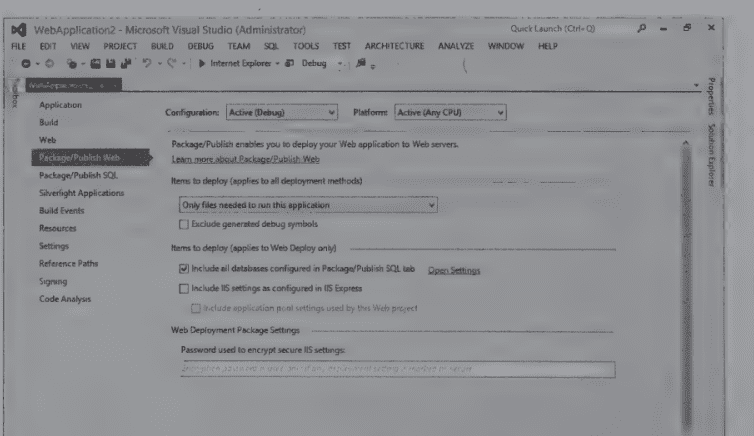 WebApplication2 - Microsoft Visual Studio (Administrator) Quick Launch (Ctrl+Q)
FILE EDIT VIEW PROJECT BUILD DEBUG TEAM SQL TOOLS TEST ARCHITECTURE ANALYZE WINDOW HELP
Internet Explorer Debug
Toolbox
Properties
Solution Explorer
Application
Build
Web
Package/Publish Web
Package/Publish SQL
Silverlight Applications
Build Events
Resources
Settings
Reference Paths
Signing
Code Analysis
Configuration: Active (Debug) Platform: Active (Any CPU)
Package/Publish enables you to deploy your Web application to Web servers.
Learn more about Package/Publish Web
Items to deploy (applies to all deployment methods)
Only files needed to run this application
Exclude generated debug symbols
Items to deploy (applies to Web Deploy only)
Include all databases configured in Package/Publish SQL tab Open Settings
Include IIS settings as configured in IIS Express
Include application pool settings used by this Web project
Web Deployment Package Settings
Password used to encrypt secure IIS settings: